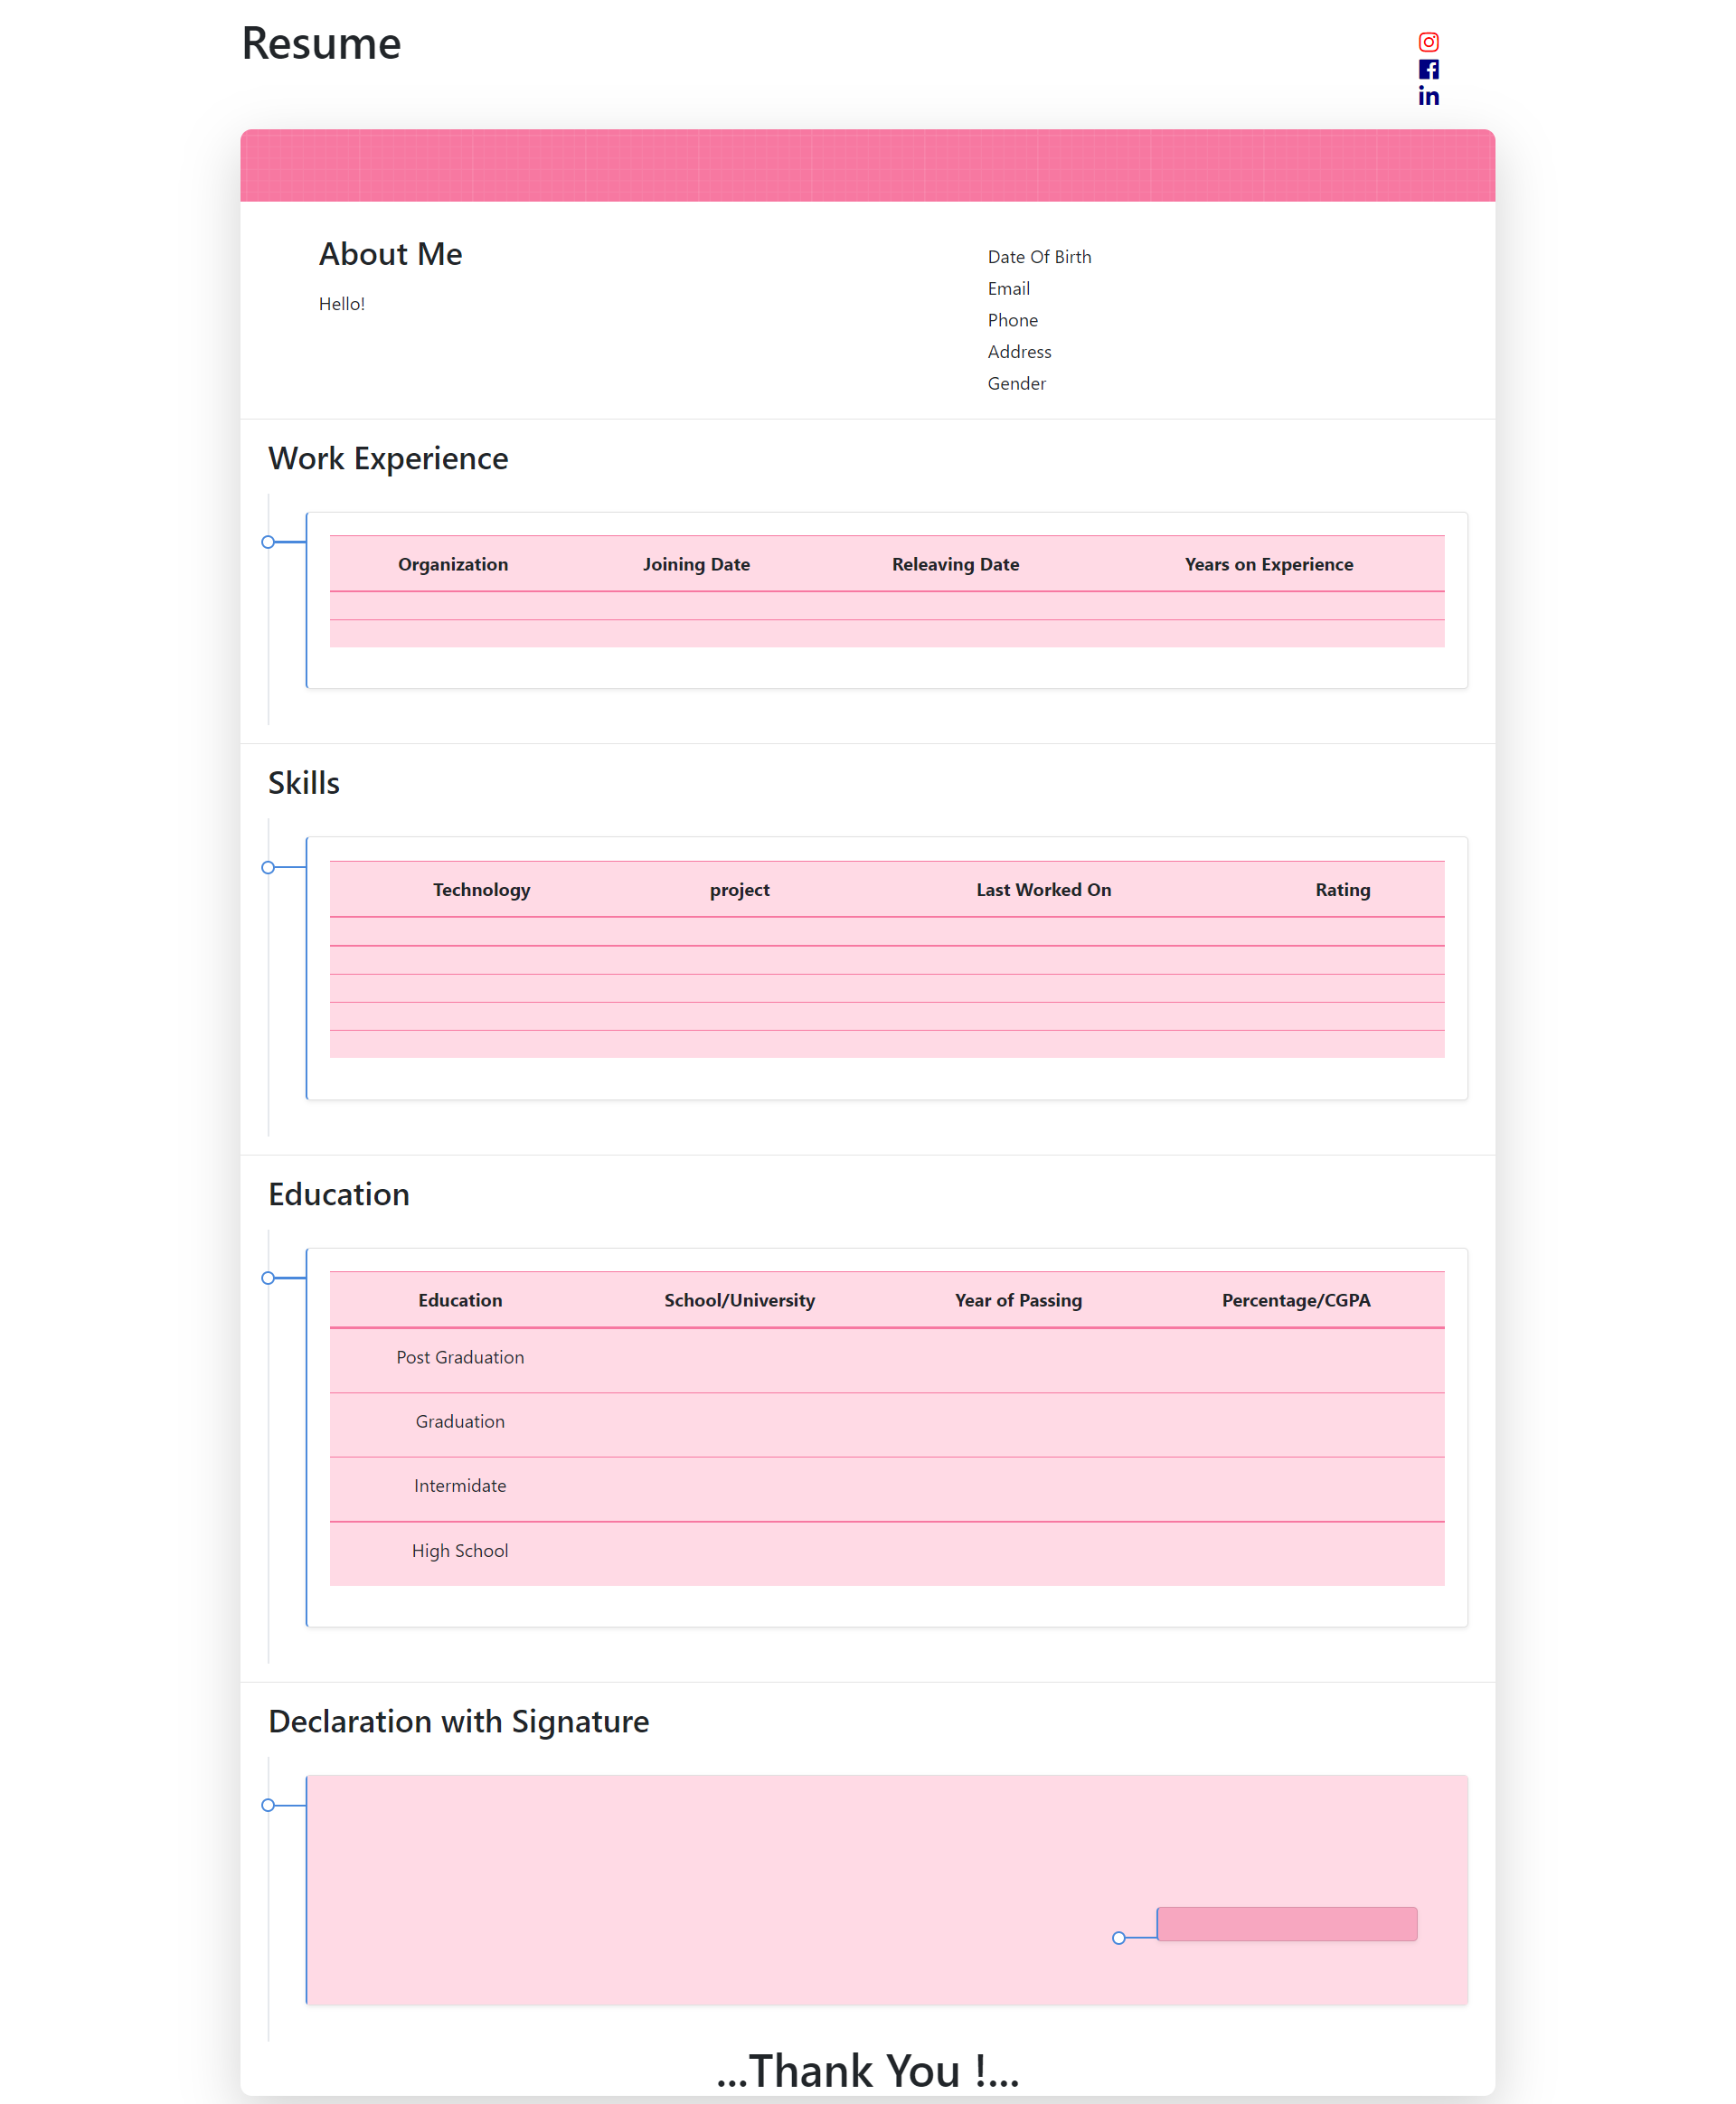 Resume
About Me
Hello!
Date Of Birth
Email
Phone
Address
Gender
Work Experience
Organization Joining Date Releaving Date Years on Experience
Skills
Technology project Last Worked On Rating
Education
Education School/University Year of Passing Percentage/CGPA
Post Graduation
Graduation
Intermidate
High School
Declaration with Signature
...Thank You !...